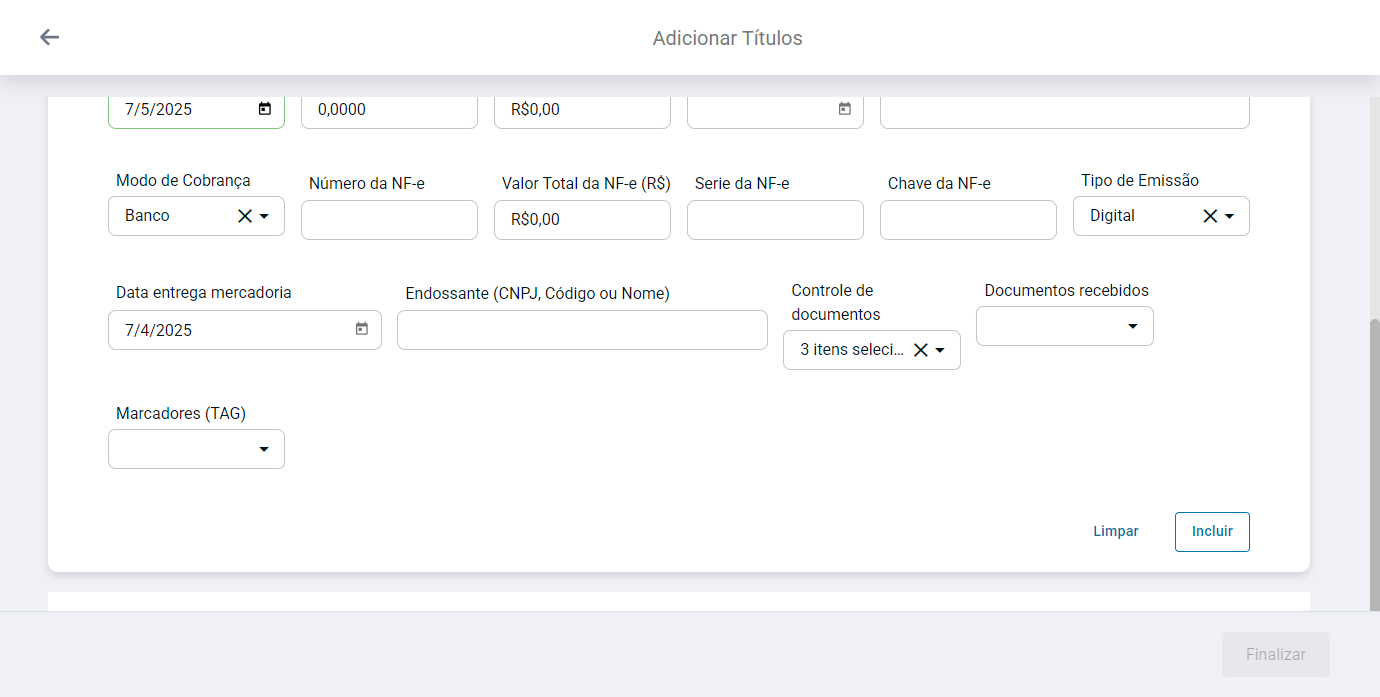 Adicionar Títulos
7/5/2025 0,0000 R$0,00
Modo de Cobrança Número da NF-e Valor Total da NF-e (R$) Serie da NF-e Chave da NF-e Tipo de Emissão
Banco R$0,00 Digital
Data entrega mercadoria Endossante (CNPJ, Código ou Nome) Controle de documentos Documentos recebidos
7/4/2025 3 itens seleci...
Marcadores (TAG)
Limpar Incluir
Finalizar